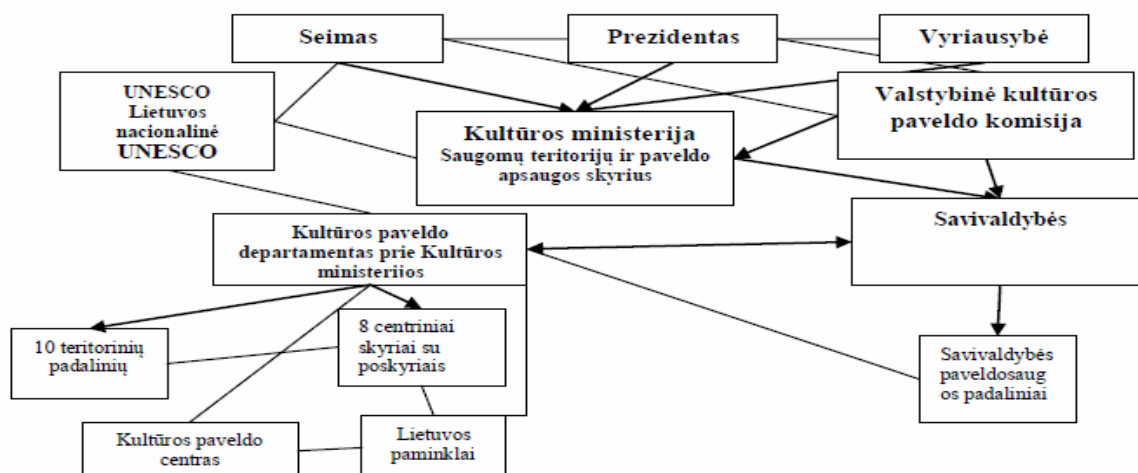 Seimas
Prezidentas
Vyriausybė
UNESCO
Lietuvos
nacionalinė
UNESCO
Valstybinė kultūros
paveldo komisija
Kultūros ministerija
Saugomų teritorijų ir paveldo
apsaugos skyrius
Savivaldybės
Kultūros paveldo
departamentas prie Kultūros
ministerijos
10 teritorinių
padalinių
8 centriniai
skyriai su
poskyriais
Savivaldybės
paveldosaug
os padaliniai
Kultūros paveldo
centras
Lietuvos
paminklai